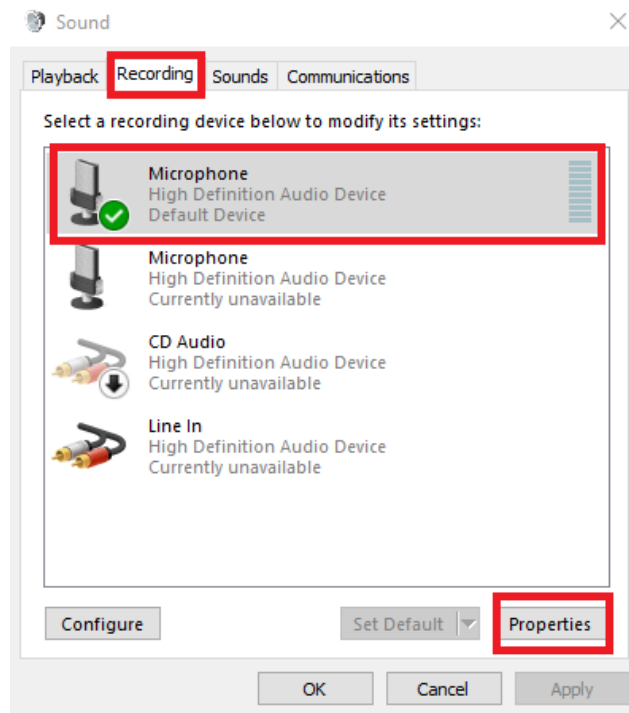 Sound
Playback Recording Sounds Communications
Select a recording device below to modify its settings:
Microphone
High Definition Audio Device
Default Device
Microphone
High Definition Audio Device
Currently unavailable
CD Audio
High Definition Audio Device
Currently unavailable
Line In
High Definition Audio Device
Currently unavailable
Configure Set Default Properties
OK Cancel Apply